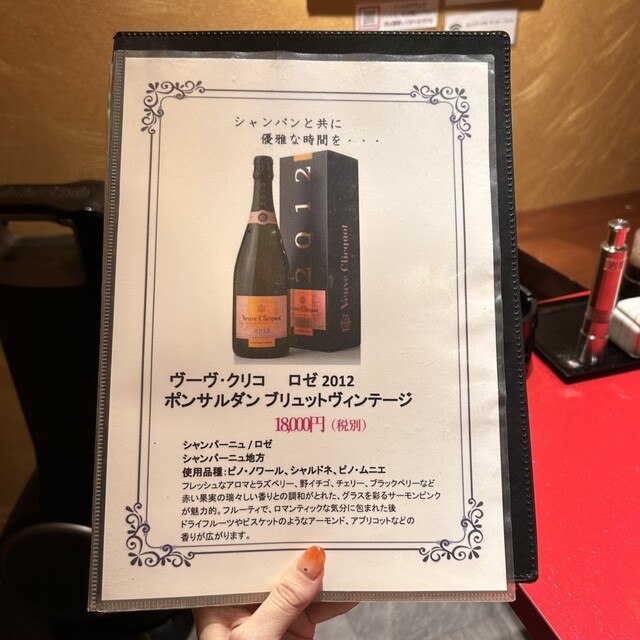 シャンパンと共に
優雅な時間を・・・
2012
Veuve Clicquot
Veuve Clicquot
2012
ヴーヴ・クリコ ロゼ 2012
ポンサルダン ブリュットヴィンテージ
18,000円（税別）
シャンパーニュ / ロゼ
シャンパーニュ地方
使用品種：ピノ・ノワール、シャルドネ、ピノ・ムニエ
フレッシュなアロマとラズベリー、野イチゴ、チェリー、ブラックベリーなど
赤い果実の瑞々しい香りとの調和がとれた、グラスを彩るサーモンピンク
が魅力的。フルーティで、ロマンティックな気分に包まれた後
ドライフルーツやビスケットのようなアーモンド、アプリコットなどの
香りが広がります。